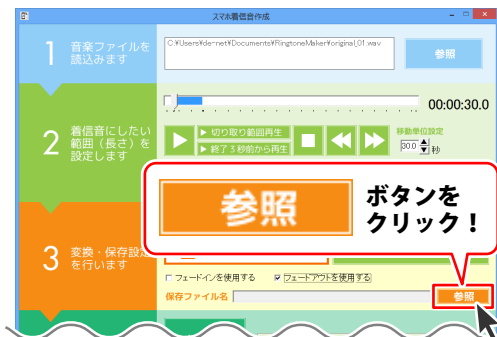 スマホ着信音作成
1 音楽ファイルを
読込みます
C:¥Users¥de-net¥Documents¥RingtoneMaker¥original_01.wav
参照
00:00:30.0
2 着信音にしたい
範囲（長さ）を
設定します
▶ 切り取り範囲再生
▶ 終了3秒前から再生
移動単位設定
30.0 秒
参照
ボタンを
クリック！
3 変換・保存設定
を行います
フェードインを使用する
フェードアウトを使用する
保存ファイル名
参照